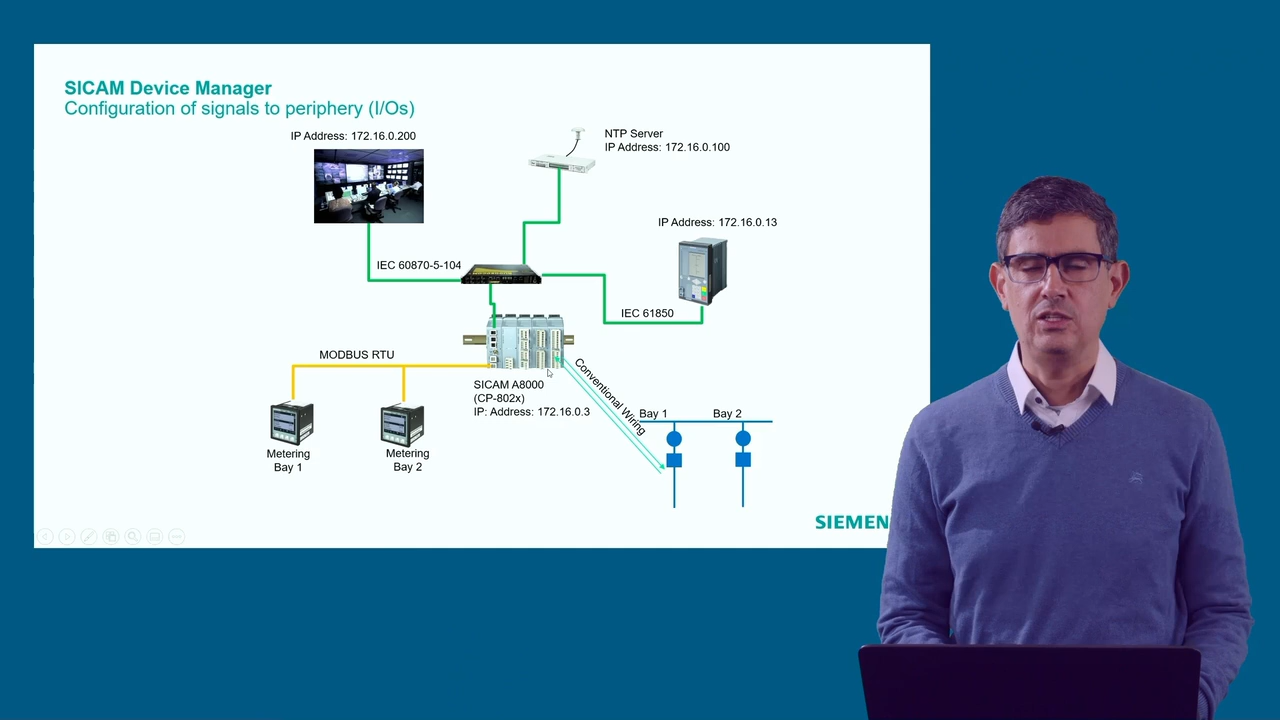 SICAM Device Manager
Configuration of signals to periphery (I/Os)
IP Address: 172.16.0.200
NTP Server
IP Address: 172.16.0.100
IP Address: 172.16.0.13
IEC 60870-5-104
IEC 61850
MODBUS RTU
SICAM A8000
(CP-802x)
IP: Address: 172.16.0.3
Conventional Wiring
Bay 1
Bay 2
Metering
Bay 1
Metering
Bay 2
SIEMEN